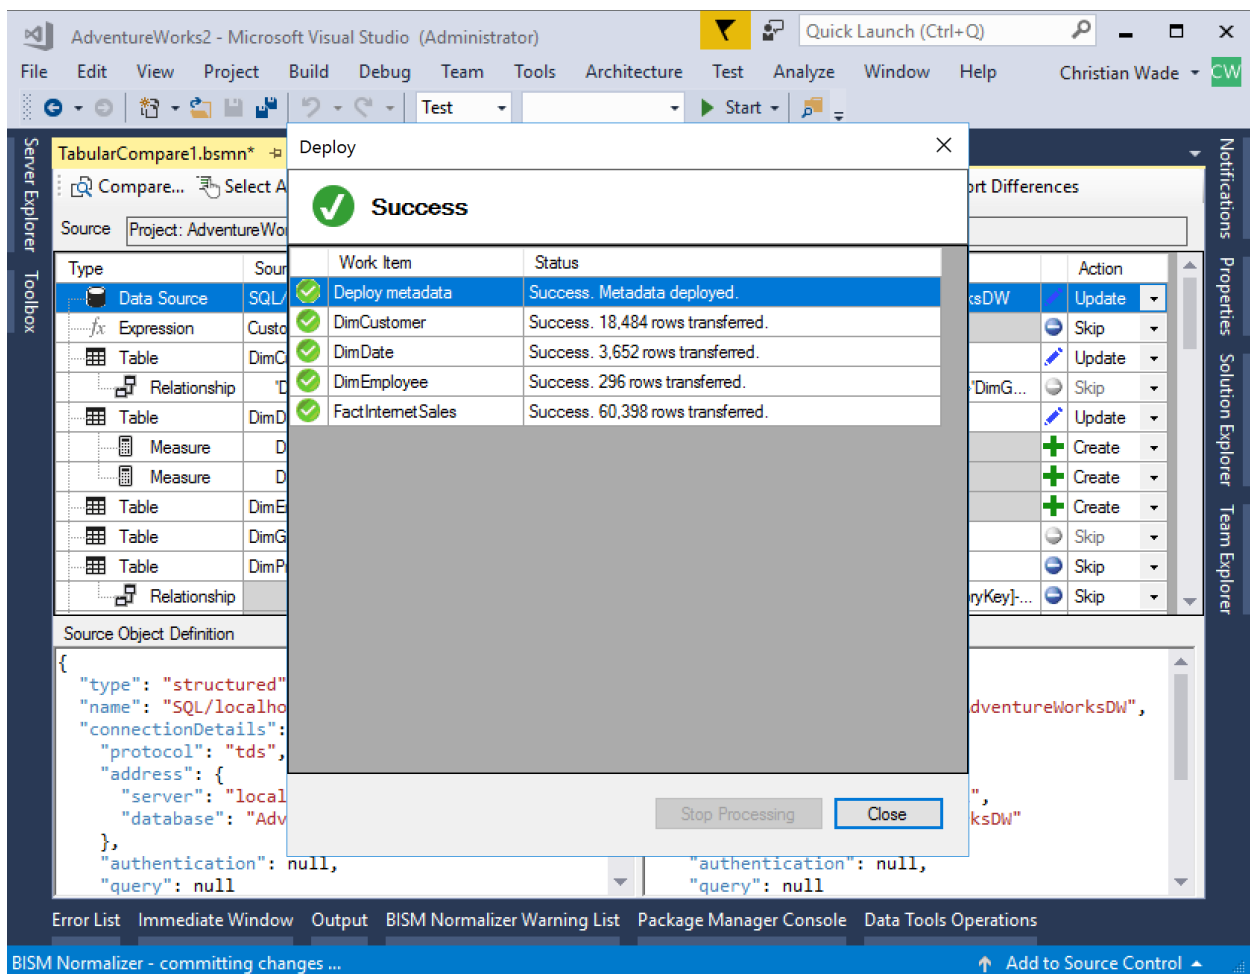 AdventureWorks2 - Microsoft Visual Studio (Administrator)
Quick Launch (Ctrl+Q)
File Edit View Project Build Debug Team Tools Architecture Test Analyze Window Help Christian Wade CW
Test Start
Server Explorer
Toolbox
Notifications
Properties
Solution Explorer
Team Explorer
TabularCompare1.bsmn*
Compare... Select A
ort Differences
Source Project: AdventureWo
Type Sour Action
Data Source SQL/ ksDW Update
fx Expression Custo Skip
Table DimC Update
Relationship 'D 'DimG... Skip
Table DimD Update
Measure D Create
Measure D Create
Table DimE Create
Table DimG Skip
Table DimP Skip
Relationship ryKey]-... Skip
Deploy
Success
Work Item Status
Deploy metadata Success. Metadata deployed.
DimCustomer Success. 18,484 rows transferred.
DimDate Success. 3,652 rows transferred.
DimEmployee Success. 296 rows transferred.
FactInternetSales Success. 60,398 rows transferred.
Stop Processing Close
Source Object Definition
{
"type": "structured"
"name": "SQL/localho
"connectionDetails":
"protocol": "tds",
"address": {
"server": "local
"database": "Adv
},
"authentication": null,
"query": null
dventureWorksDW",
",
ksDW"
"authentication": null,
"query": null
Error List Immediate Window Output BISM Normalizer Warning List Package Manager Console Data Tools Operations
BISM Normalizer - committing changes ... Add to Source Control